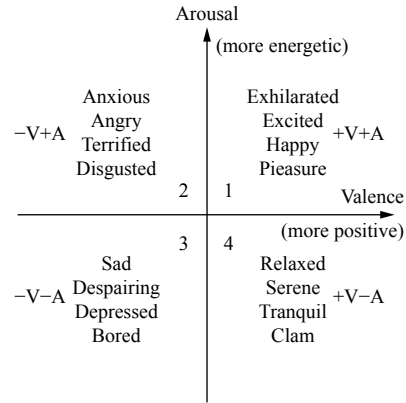 Arousal
(more energetic)
Anxious
Angry
Terrified
Disgusted
−V+A
Exhilarated
Excited
Happy
Pieasure
+V+A
2
1
Valence
(more positive)
3
4
Sad
Despairing
Depressed
Bored
−V−A
Relaxed
Serene
Tranquil
Clam
+V−A